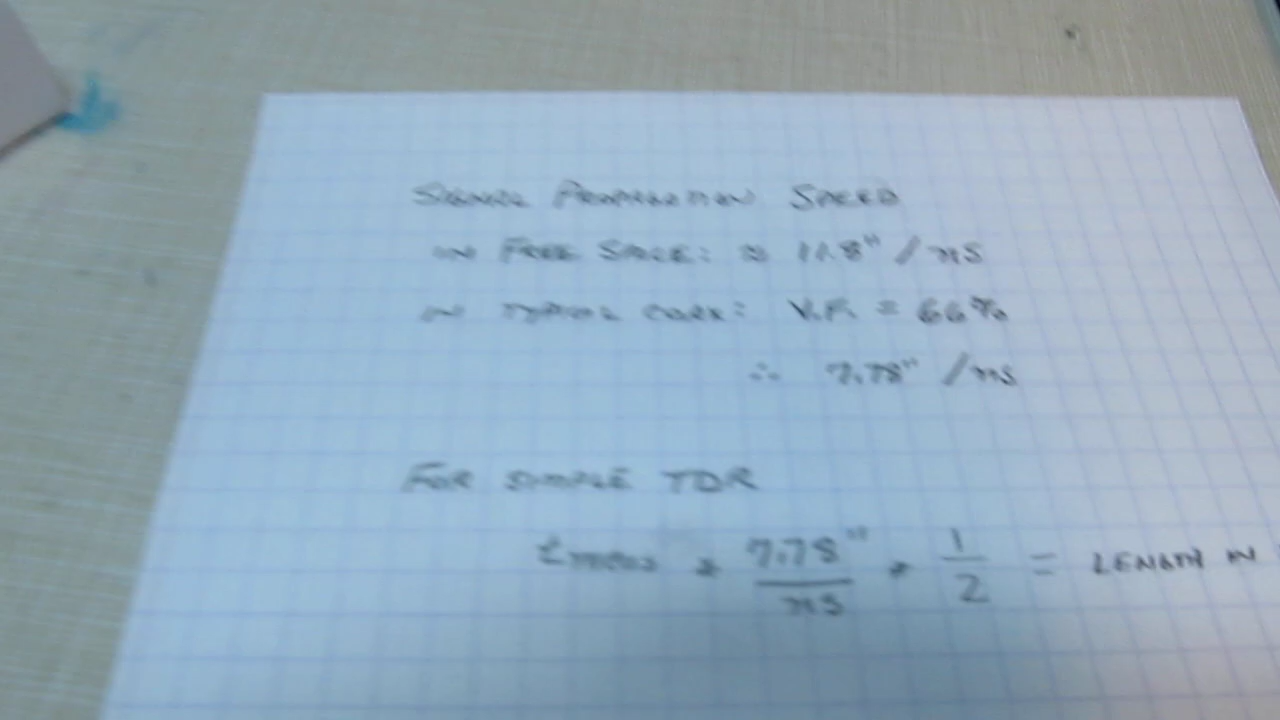 SIGNAL PROPAGATION SPEED
IN FREE SPACE: ≈ 11.8" / nS
IN TYPICAL COAX: V.F. = 66%
∴ 7.78" / nS
FOR SIMPLE TDR
tmeas * 7.78"/nS * 1/2 = LENGTH IN